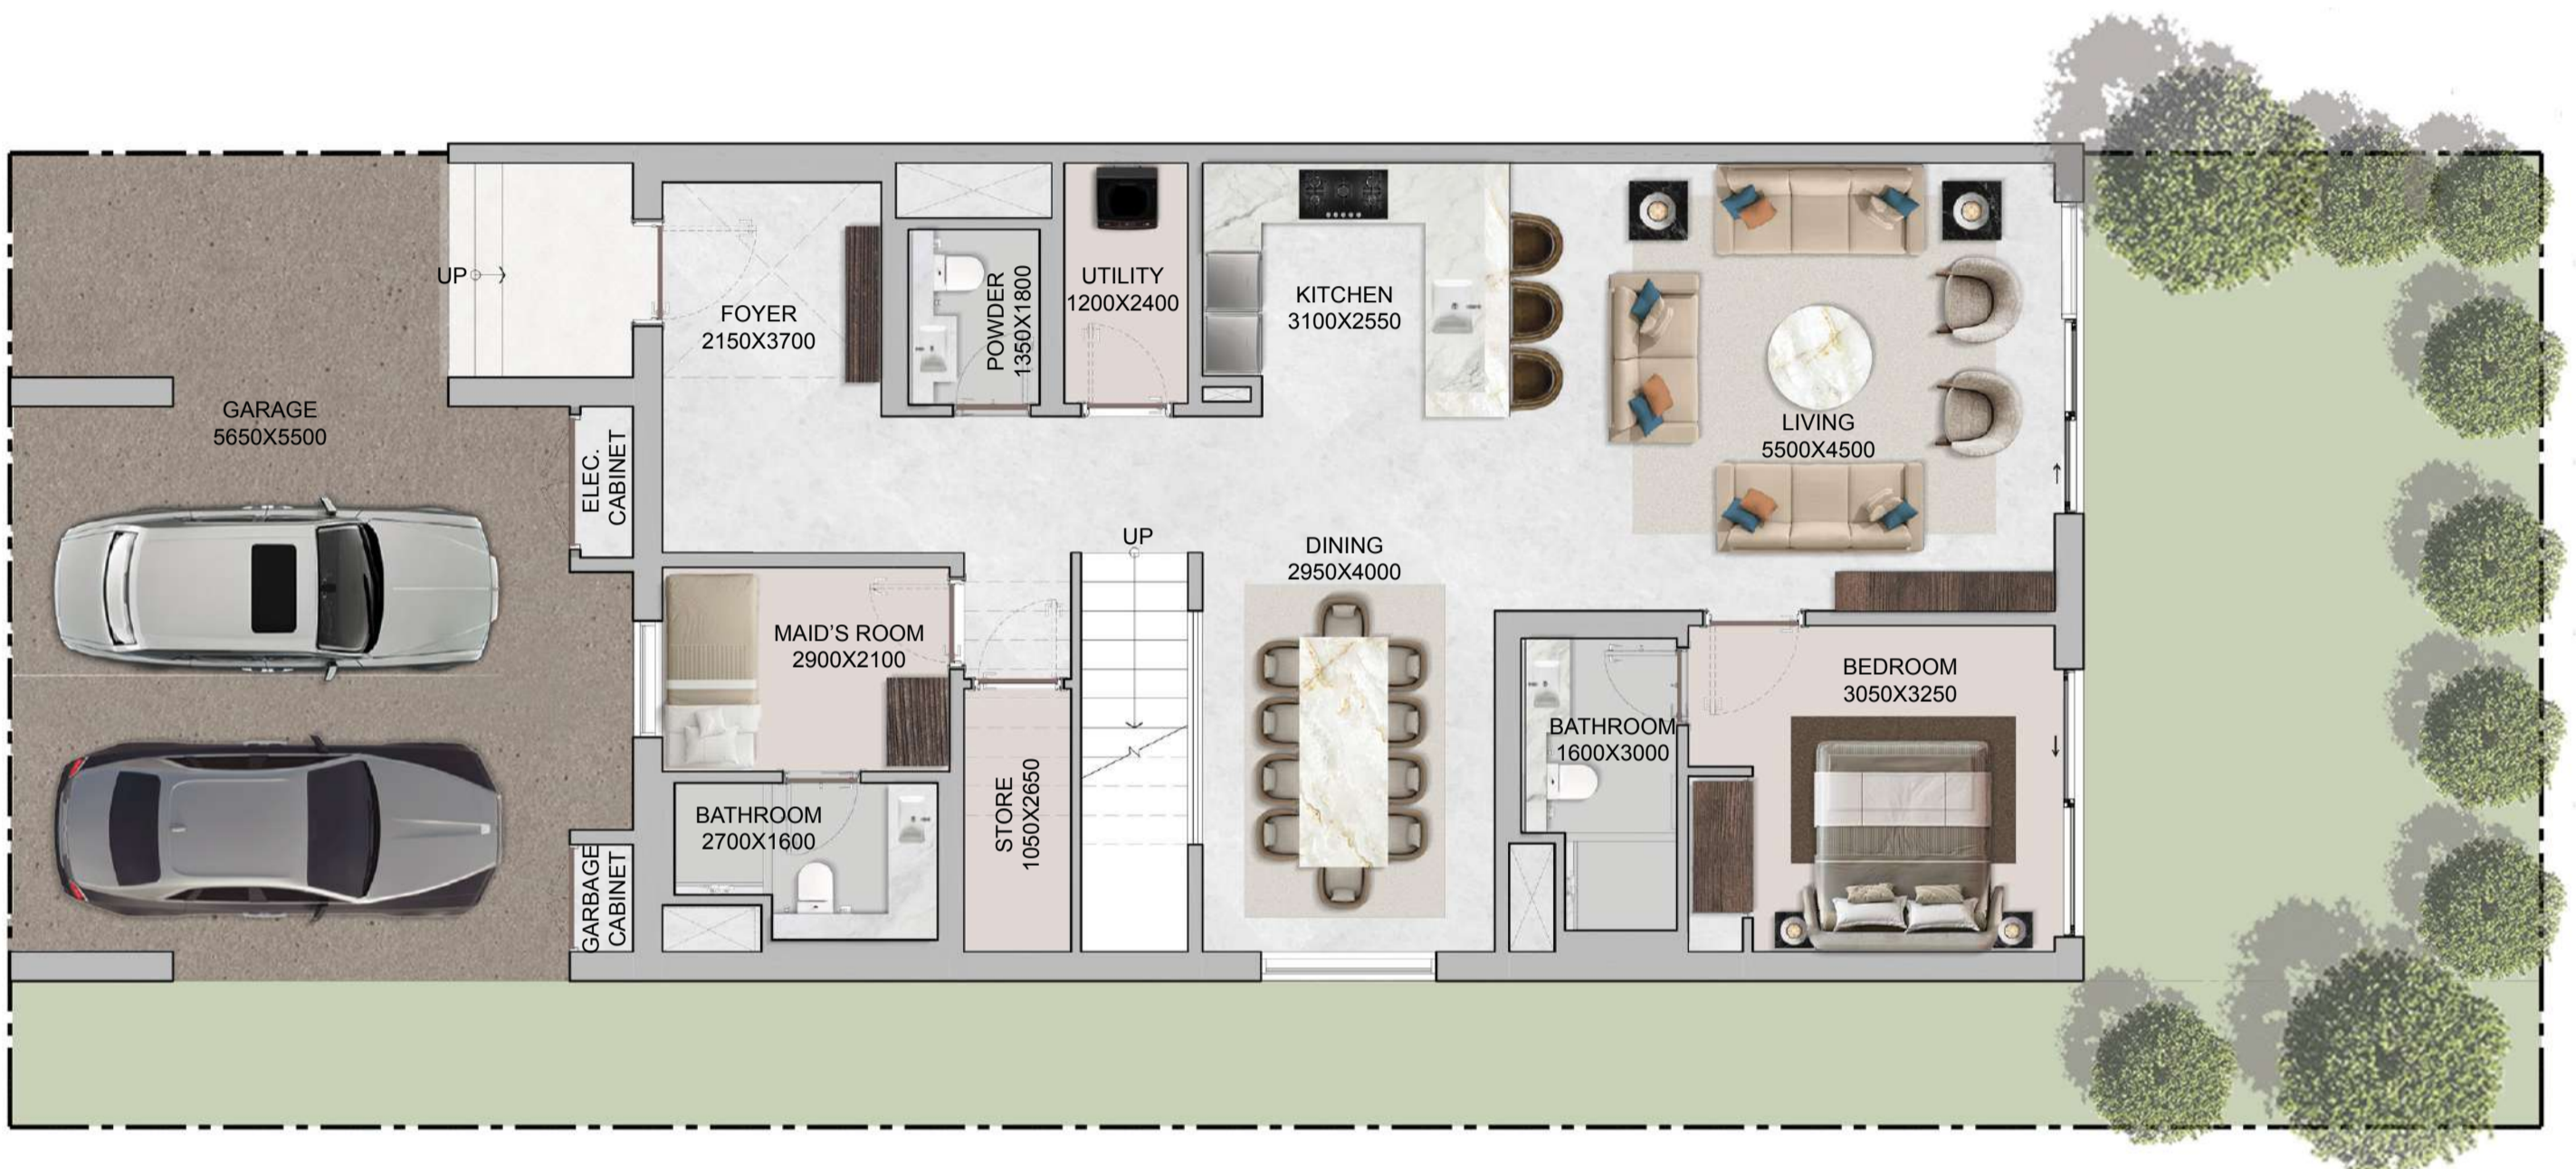 UP
FOYER
2150X3700
POWDER
1350X1800
UTILITY
1200X2400
KITCHEN
3100X2550
LIVING
5500X4500
GARAGE
5650X5500
ELEC.
CABINET
UP
DINING
2950X4000
MAID'S ROOM
2900X2100
BEDROOM
3050X3250
BATHROOM
1600X3000
STORE
1050X2650
BATHROOM
2700X1600
GARBAGE
CABINET